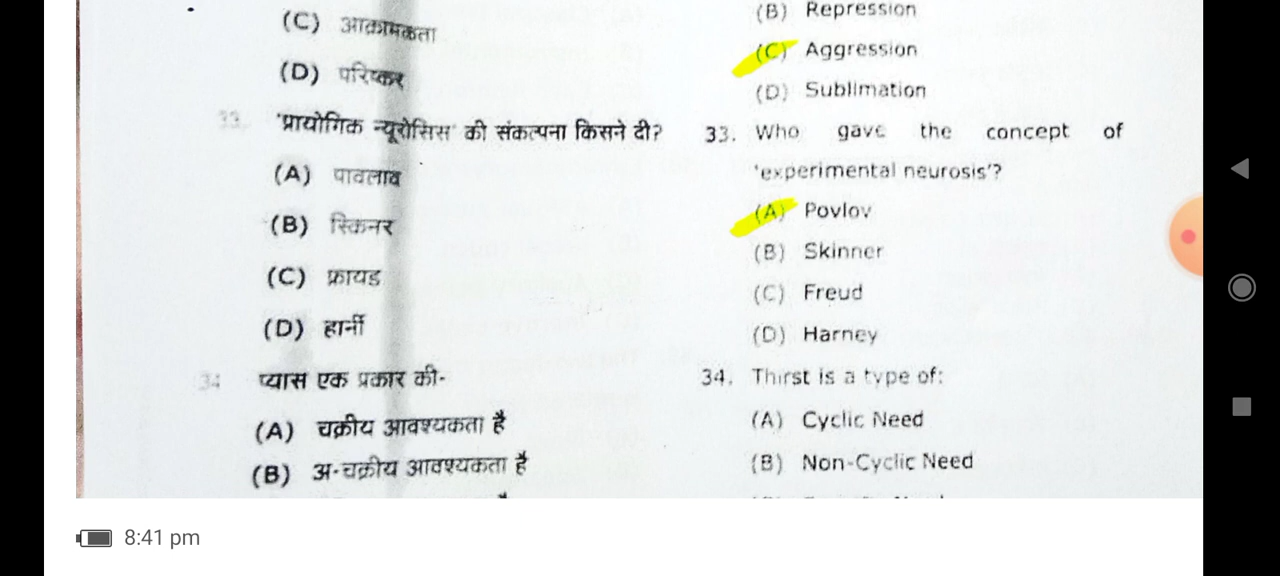 (C) आक्रामकता
(D) परिष्कर
33. 'प्रायोगिक न्यूरोसिस' की संकल्पना किसने दी?
(A) पावलाव
(B) स्किनर
(C) फ्रायड
(D) हार्नी
34 प्यास एक प्रकार की-
(A) चक्रीय आवश्यकता है
(B) अ-चक्रीय आवश्यकता है
(B) Repression
(C) Aggression
(D) Sublimation
33. Who gave the concept of
'experimental neurosis'?
(A) Povlov
(B) Skinner
(C) Freud
(D) Harney
34. Thirst is a type of:
(A) Cyclic Need
(B) Non-Cyclic Need
8:41 pm